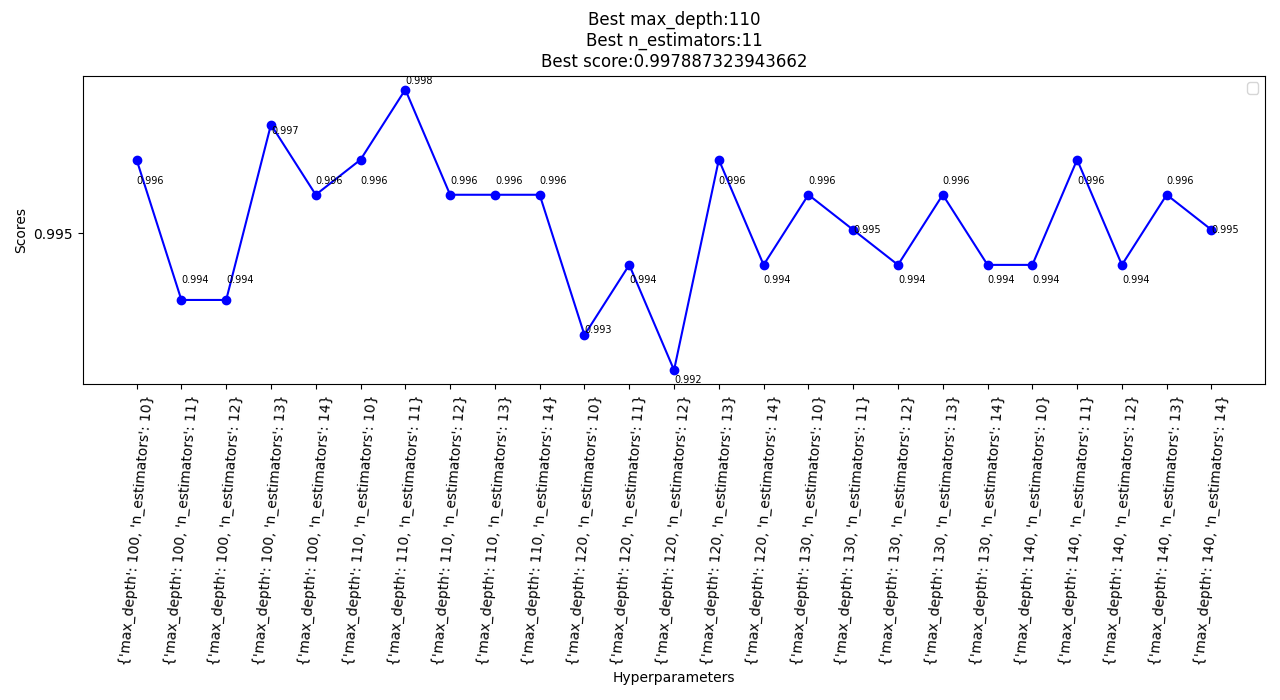 Best max_depth:110
Best n_estimators:11
Best score:0.997887323943662
0.998
0.997
0.996
0.996
0.996
0.996
0.996
0.996
0.996
0.996
0.996
0.996
0.996
Scores
0.995
0.995
0.995
0.994
0.994
0.994
0.994
0.994
0.994
0.994
0.994
0.993
0.992
{'max_depth': 100, 'n_estimators': 10}
{'max_depth': 100, 'n_estimators': 11}
{'max_depth': 100, 'n_estimators': 12}
{'max_depth': 100, 'n_estimators': 13}
{'max_depth': 100, 'n_estimators': 14}
{'max_depth': 110, 'n_estimators': 10}
{'max_depth': 110, 'n_estimators': 11}
{'max_depth': 110, 'n_estimators': 12}
{'max_depth': 110, 'n_estimators': 13}
{'max_depth': 110, 'n_estimators': 14}
{'max_depth': 120, 'n_estimators': 10}
{'max_depth': 120, 'n_estimators': 11}
{'max_depth': 120, 'n_estimators': 12}
{'max_depth': 120, 'n_estimators': 13}
{'max_depth': 120, 'n_estimators': 14}
{'max_depth': 130, 'n_estimators': 10}
{'max_depth': 130, 'n_estimators': 11}
{'max_depth': 130, 'n_estimators': 12}
{'max_depth': 130, 'n_estimators': 13}
{'max_depth': 130, 'n_estimators': 14}
{'max_depth': 140, 'n_estimators': 10}
{'max_depth': 140, 'n_estimators': 11}
{'max_depth': 140, 'n_estimators': 12}
{'max_depth': 140, 'n_estimators': 13}
{'max_depth': 140, 'n_estimators': 14}
Hyperparameters